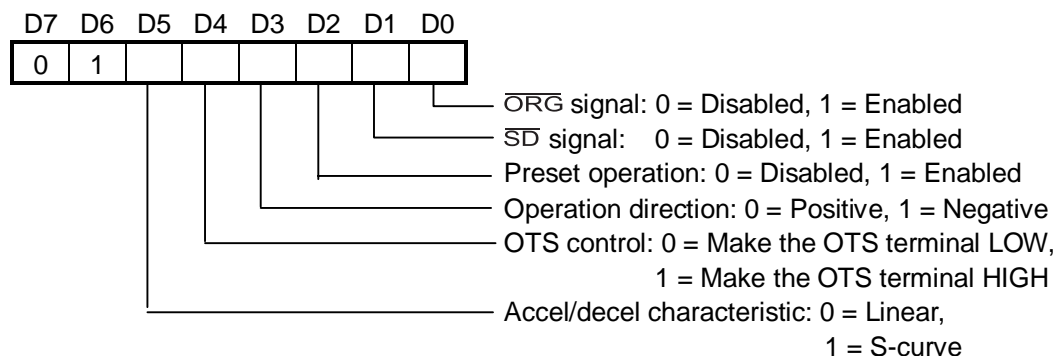 D7 D6 D5 D4 D3 D2 D1 D0
0 1
ORG signal: 0 = Disabled, 1 = Enabled
SD signal: 0 = Disabled, 1 = Enabled
Preset operation: 0 = Disabled, 1 = Enabled
Operation direction: 0 = Positive, 1 = Negative
OTS control: 0 = Make the OTS terminal LOW,
1 = Make the OTS terminal HIGH
Accel/decel characteristic: 0 = Linear,
1 = S-curve